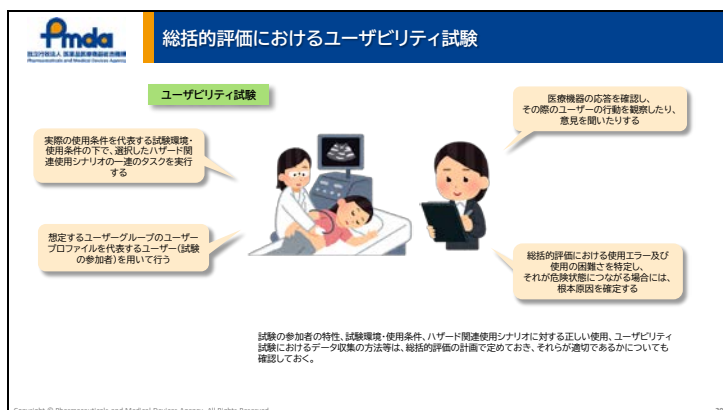 Pmda
独立行政法人 医薬品医療機器総合機構
Pharmaceuticals and Medical Devices Agency
総括的評価におけるユーザビリティ試験
ユーザビリティ試験
実際の使用条件を代表する試験環境・
使用条件の下で、選択したハザード関
連使用シナリオの一連のタスクを実行
する
想定するユーザーグループのユーザー
プロファイルを代表するユーザー(試験
の参加者)を用いて行う
医療機器の応答を確認し、
その際のユーザーの行動を観察したり、
意見を聞いたりする
総括的評価における使用エラー及び
使用の困難さを特定し、
それが危険状態につながる場合には、
根本原因を確定する
試験の参加者の特性、試験環境・使用条件、ハザード関連使用シナリオに対する正しい使用、ユーザビリティ
試験におけるデータ収集の方法等は、総括的評価の計画で定めておき、それらが適切であるかについても
確認しておく。
Copyright © Pharmaceuticals and Medical Devices Agency, All Rights Reserved.